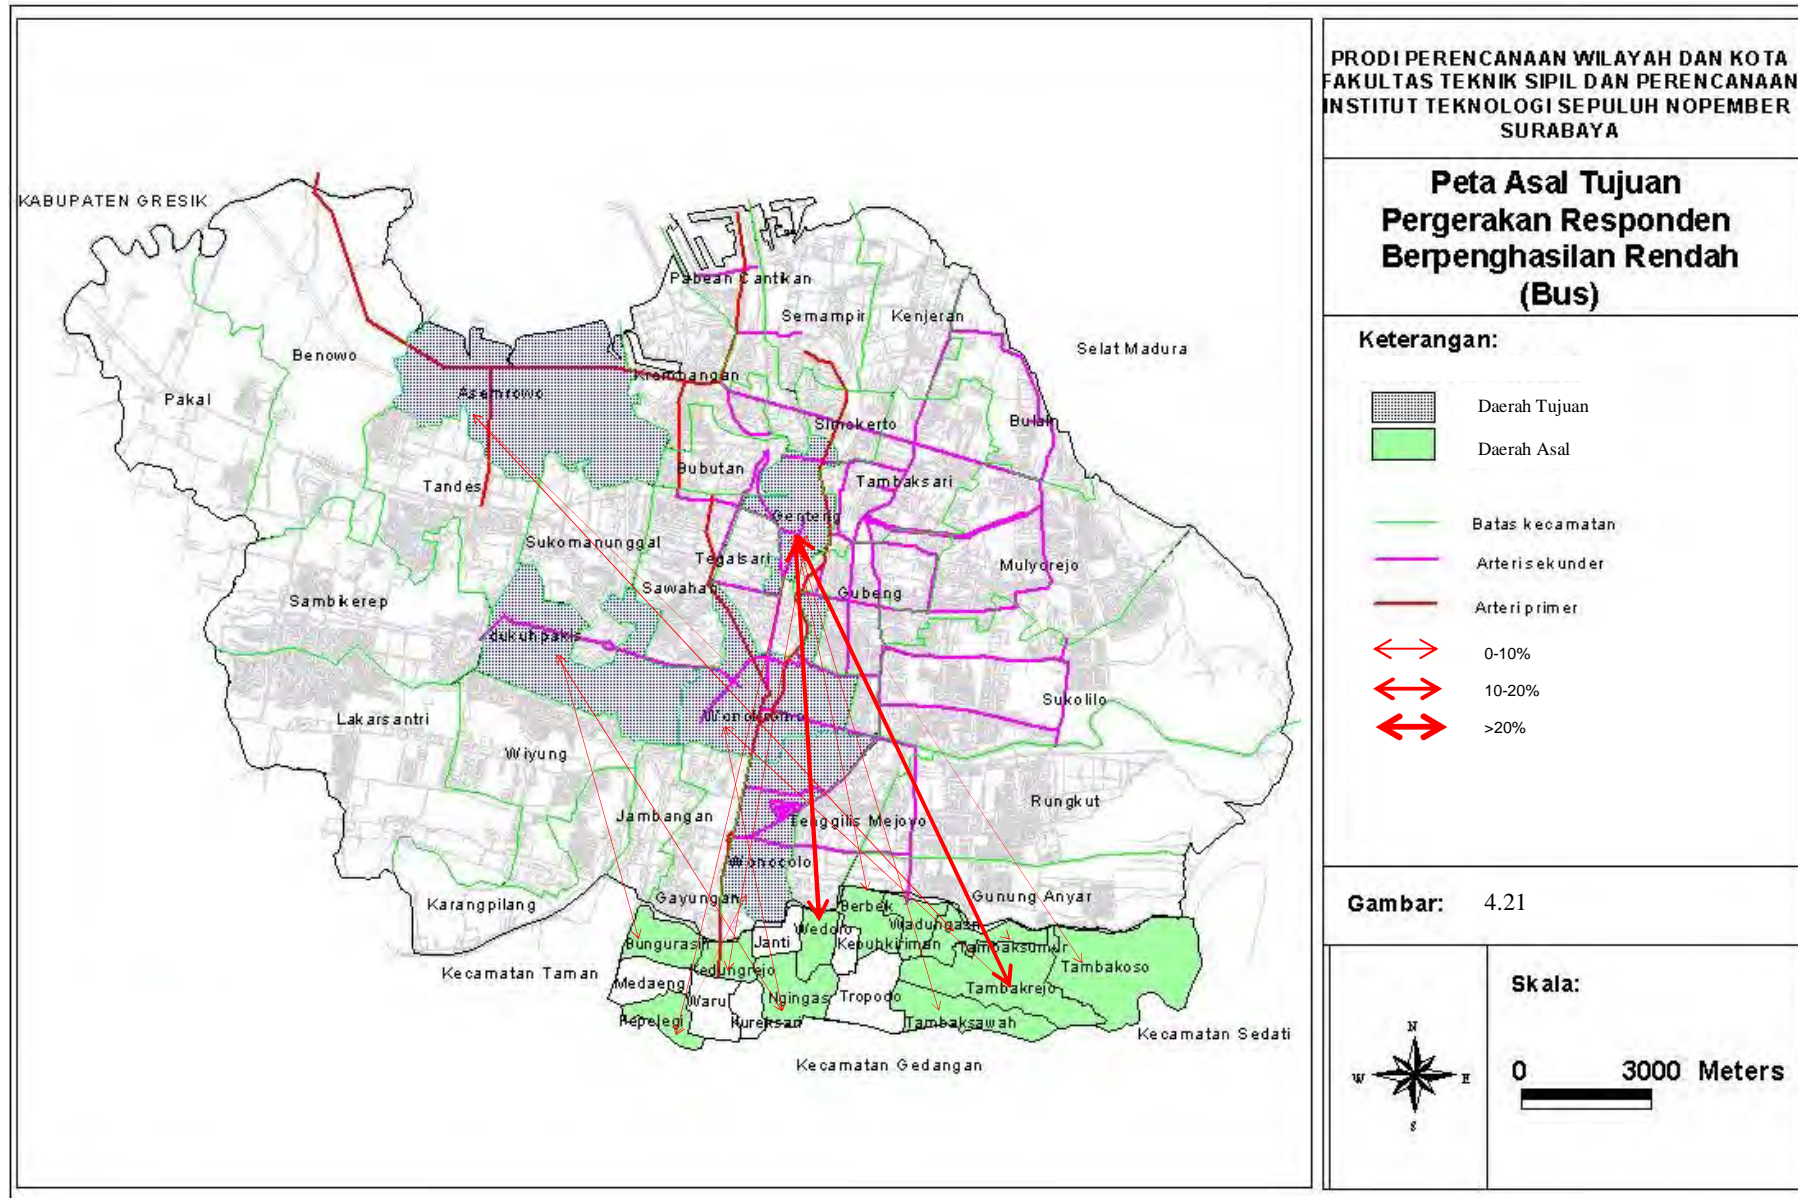 PRODI PERENCANAAN WILAYAH DAN KOTA
FAKULTAS TEKNIK SIPIL DAN PERENCANAAN
INSTITUT TEKNOLOGI SEPULUH NOPEMBER
SURABAYA
Peta Asal Tujuan
Pergerakan Responden
Berpenghasilan Rendah
(Bus)
Keterangan:
Daerah Tujuan
Daerah Asal
Batas kecamatan
Arteri sekunder
Arteri primer
0-10%
10-20%
>20%
Gambar: 4.21
Skala:
0 3000 Meters
N
W E
S
KABUPATEN GRESIK
Pabean Cantikan
Semampir
Kenjeran
Selat Madura
Benowo
Krembangan
Pakal
Asemrowo
Simokerto
Bulak
Bubutan
Tandes
Tambaksari
Genteng
Sukomanunggal
Tegalsari
Mulyorejo
Sawahan
Gubeng
Sambikerep
dukuhpakis
Sukolilo
Lakarsantri
Wonokromo
Wiyung
Rungkut
Jambangan
Tenggilis Mejoyo
Wonocolo
Gayungan
Gunung Anyar
Karangpilang
Berbek
Wadungasri
Wedoro
Bungurasih
Janti
Kepuhkiriman
Tambaksumur
Kecamatan Taman
Kedungrejo
Tambakoso
Medaeng
Tambakrejo
Waru
Ngingas
Tropodo
Pepelegi
Kureksari
Tambaksawah
Kecamatan Sedati
Kecamatan Gedangan